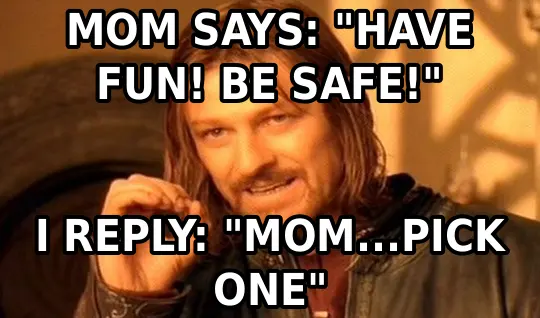 MOM SAYS: "HAVE
FUN! BE SAFE!"
I REPLY: "MOM...PICK
ONE"